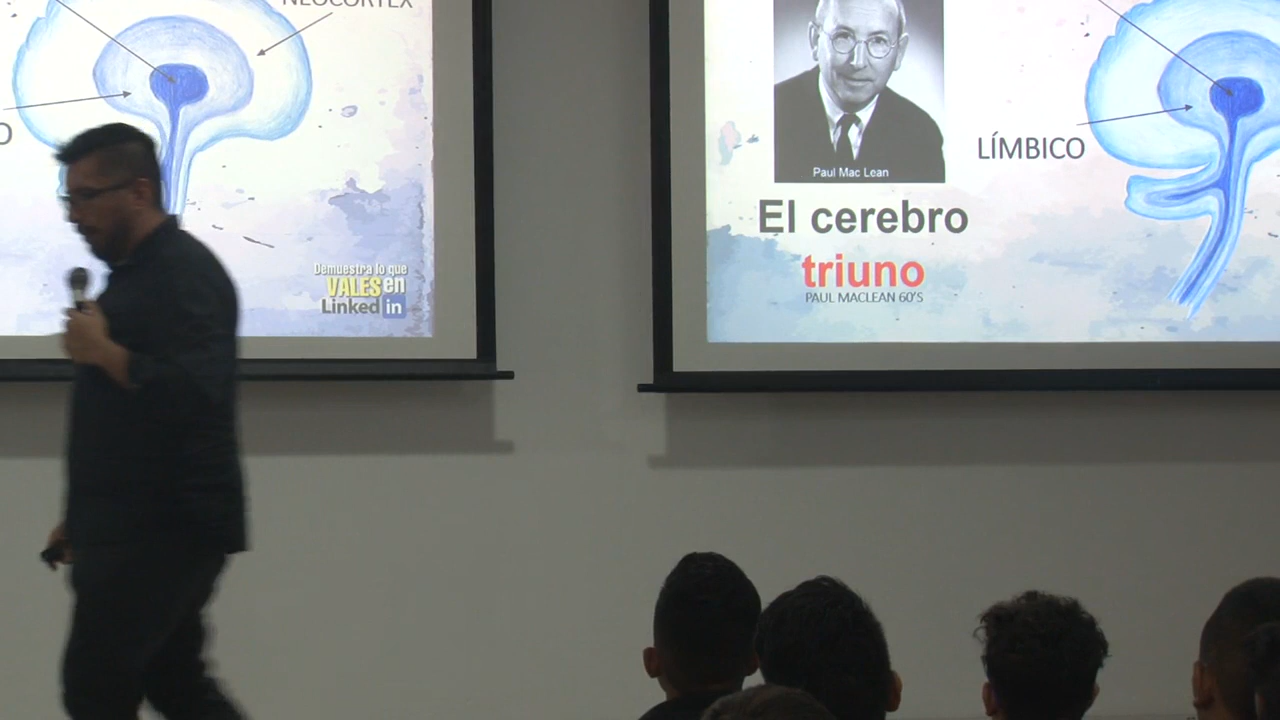 NEOCORTEX
O
Demuestra lo que
VALES en
Linked in
Paul Mac Lean
LÍMBICO
El cerebro
triuno
PAUL MACLEAN 60'S